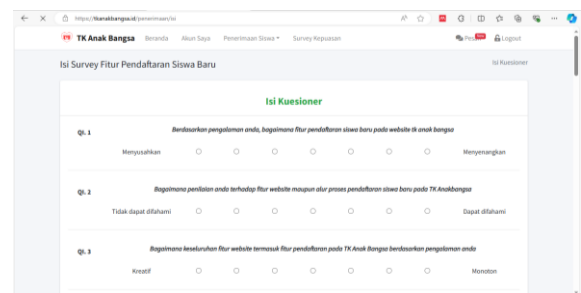 https://tkanakbangsa.id/penerimaan/isi
TK Anak Bangsa Beranda Akun Saya Penerimaan Siswa Survey Kepuasan Logout
Isi Survey Fitur Pendaftaran Siswa Baru Isi Kuesioner
Isi Kuesioner
Berdasarkan pengalaman anda, bagaimana fitur pendaftaran siswa baru pada website tk anak bangsa
QI. 1
Menyusahkan Menyenangkan
Bagaimana penilaian anda terhadap fitur website maupun alur proses pendaftaran siswa baru pada TK Anakbangsa
QI. 2
Tidak dapat difahami Dapat difahami
Bagaimana keseluruhan fitur website termasuk fitur pendaftaran pada TK Anak Bangsa berdasarkan pengalaman anda
QI. 3
Kreatif Monoton